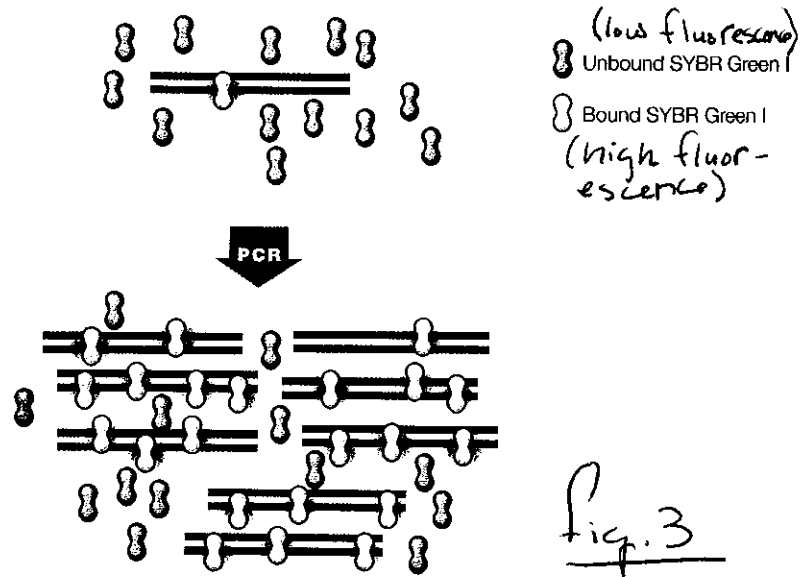 (low fluorescence)
Unbound SYBR Green I
Bound SYBR Green I
(high fluor-
escence)
PCR
fig. 3